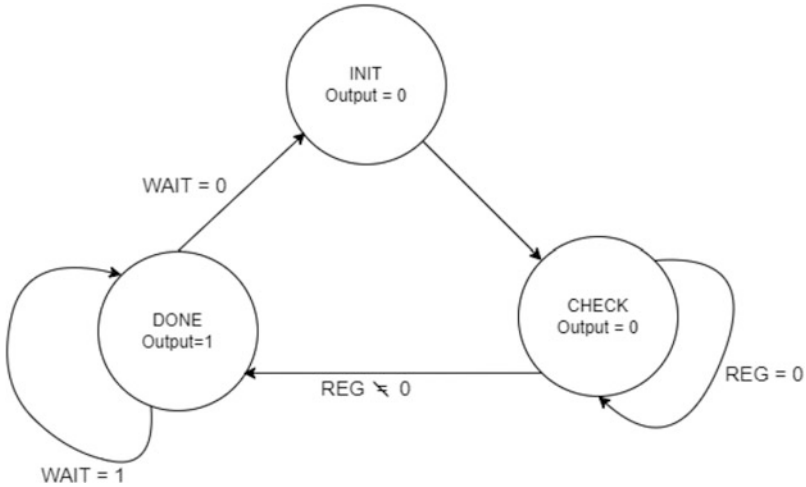 INIT
Output = 0
WAIT = 0
DONE
Output=1
CHECK
Output = 0
REG ≠ 0
REG = 0
WAIT = 1